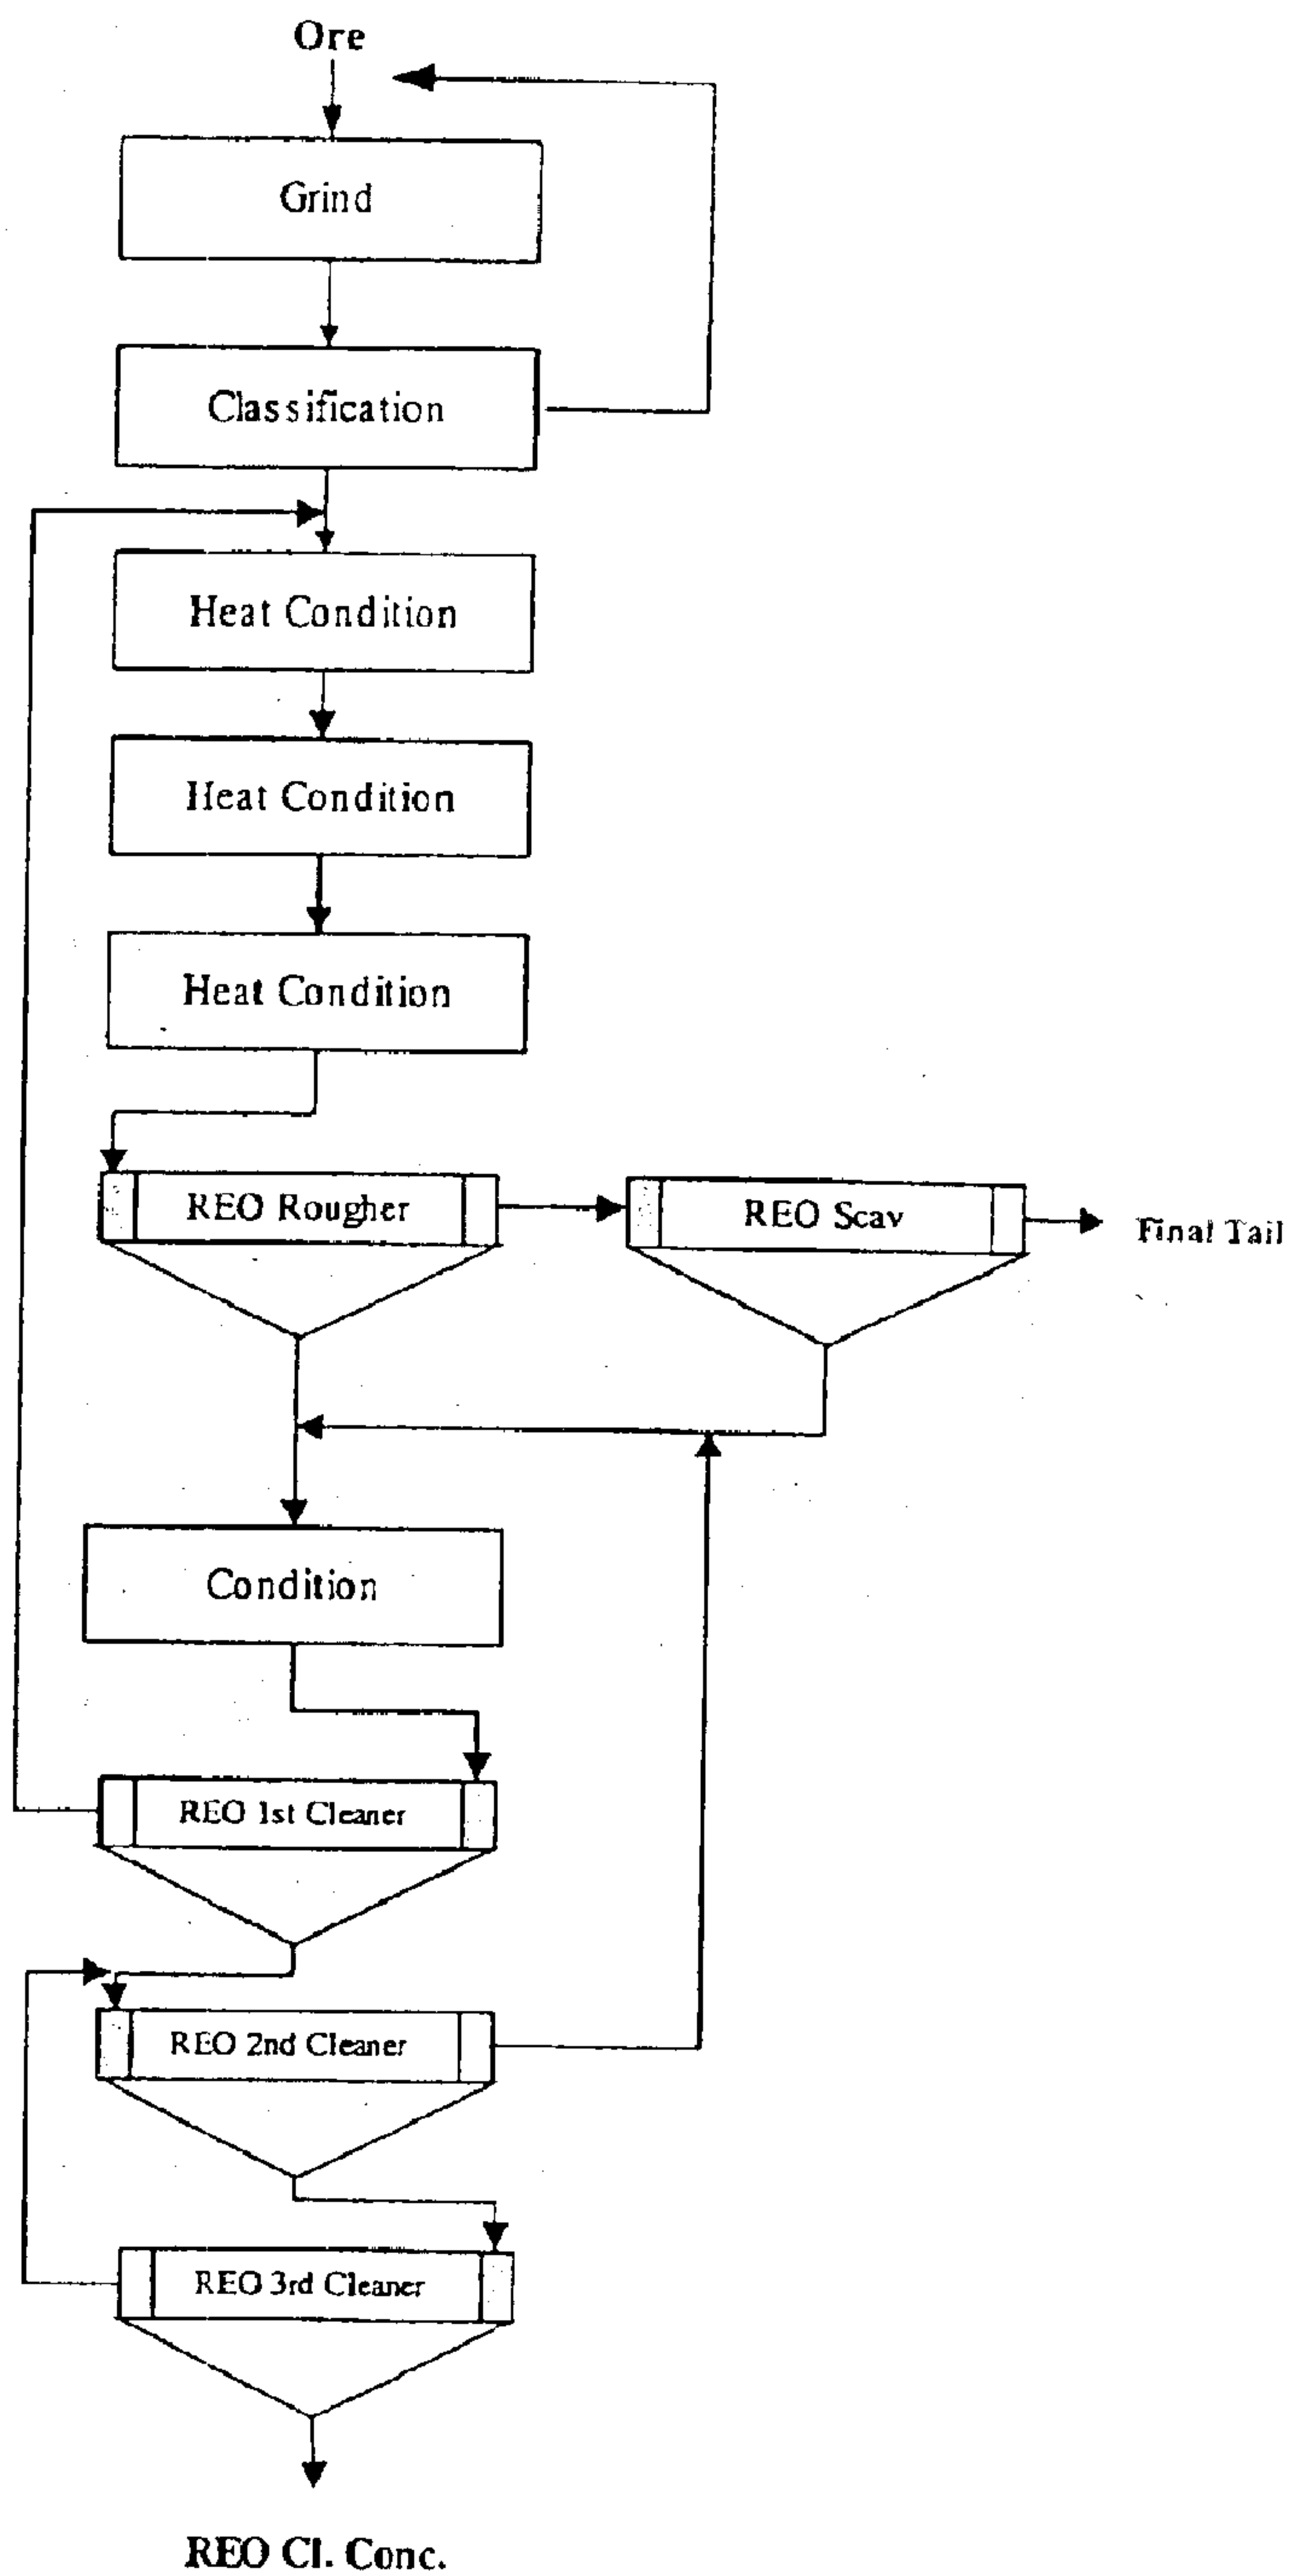 Ore
Grind
Classification
Heat Condition
Heat Condition
Heat Condition
REO Rougher
REO Scav
Final Tail
Condition
REO 1st Cleaner
REO 2nd Cleaner
REO 3rd Cleaner
REO Cl. Conc.